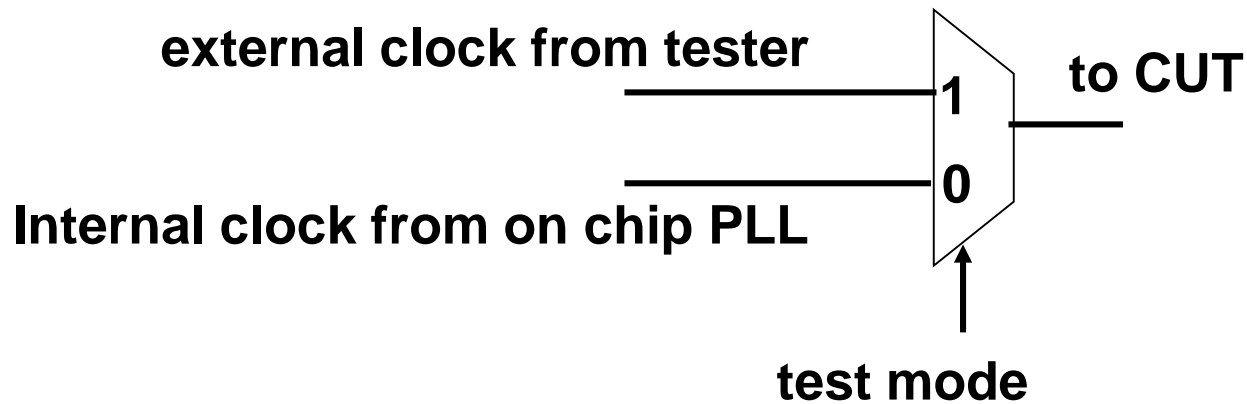 external clock from tester
to CUT
1
0
Internal clock from on chip PLL
test mode